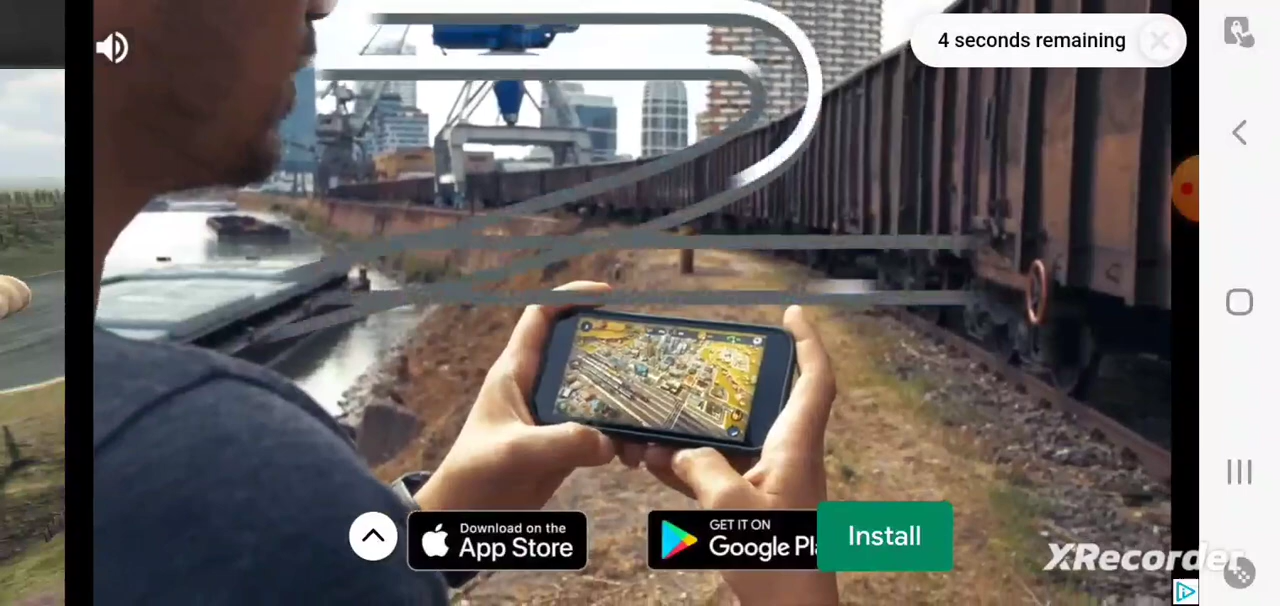 4 seconds remaining
Download on the
App Store
GET IT ON
Google Pl
Install
XRecorder